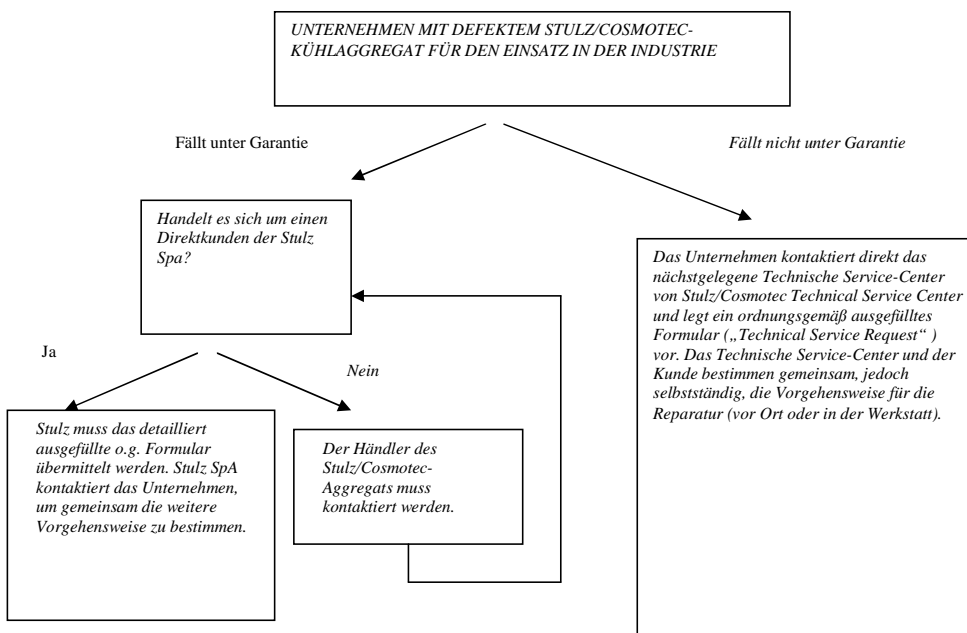 UNTERNEHMEN MIT DEFEKTEM STULZ/COSMOTEC-
KÜHLAGGREGAT FÜR DEN EINSATZ IN DER INDUSTRIE
Fällt unter Garantie
Fällt nicht unter Garantie
Handelt es sich um einen
Direktkunden der Stulz
Spa?
Das Unternehmen kontaktiert direkt das
nächstgelegene Technische Service-Center
von Stulz/Cosmotec Technical Service Center
und legt ein ordnungsgemäß ausgefülltes
Formular („Technical Service Request“ )
vor. Das Technische Service-Center und der
Kunde bestimmen gemeinsam, jedoch
selbstständig, die Vorgehensweise für die
Reparatur (vor Ort oder in der Werkstatt).
Ja
Nein
Stulz muss das detailliert
ausgefüllte o.g. Formular
übermittelt werden. Stulz SpA
kontaktiert das Unternehmen,
um gemeinsam die weitere
Vorgehensweise zu bestimmen.
Der Händler des
Stulz/Cosmotec-
Aggregats muss
kontaktiert werden.